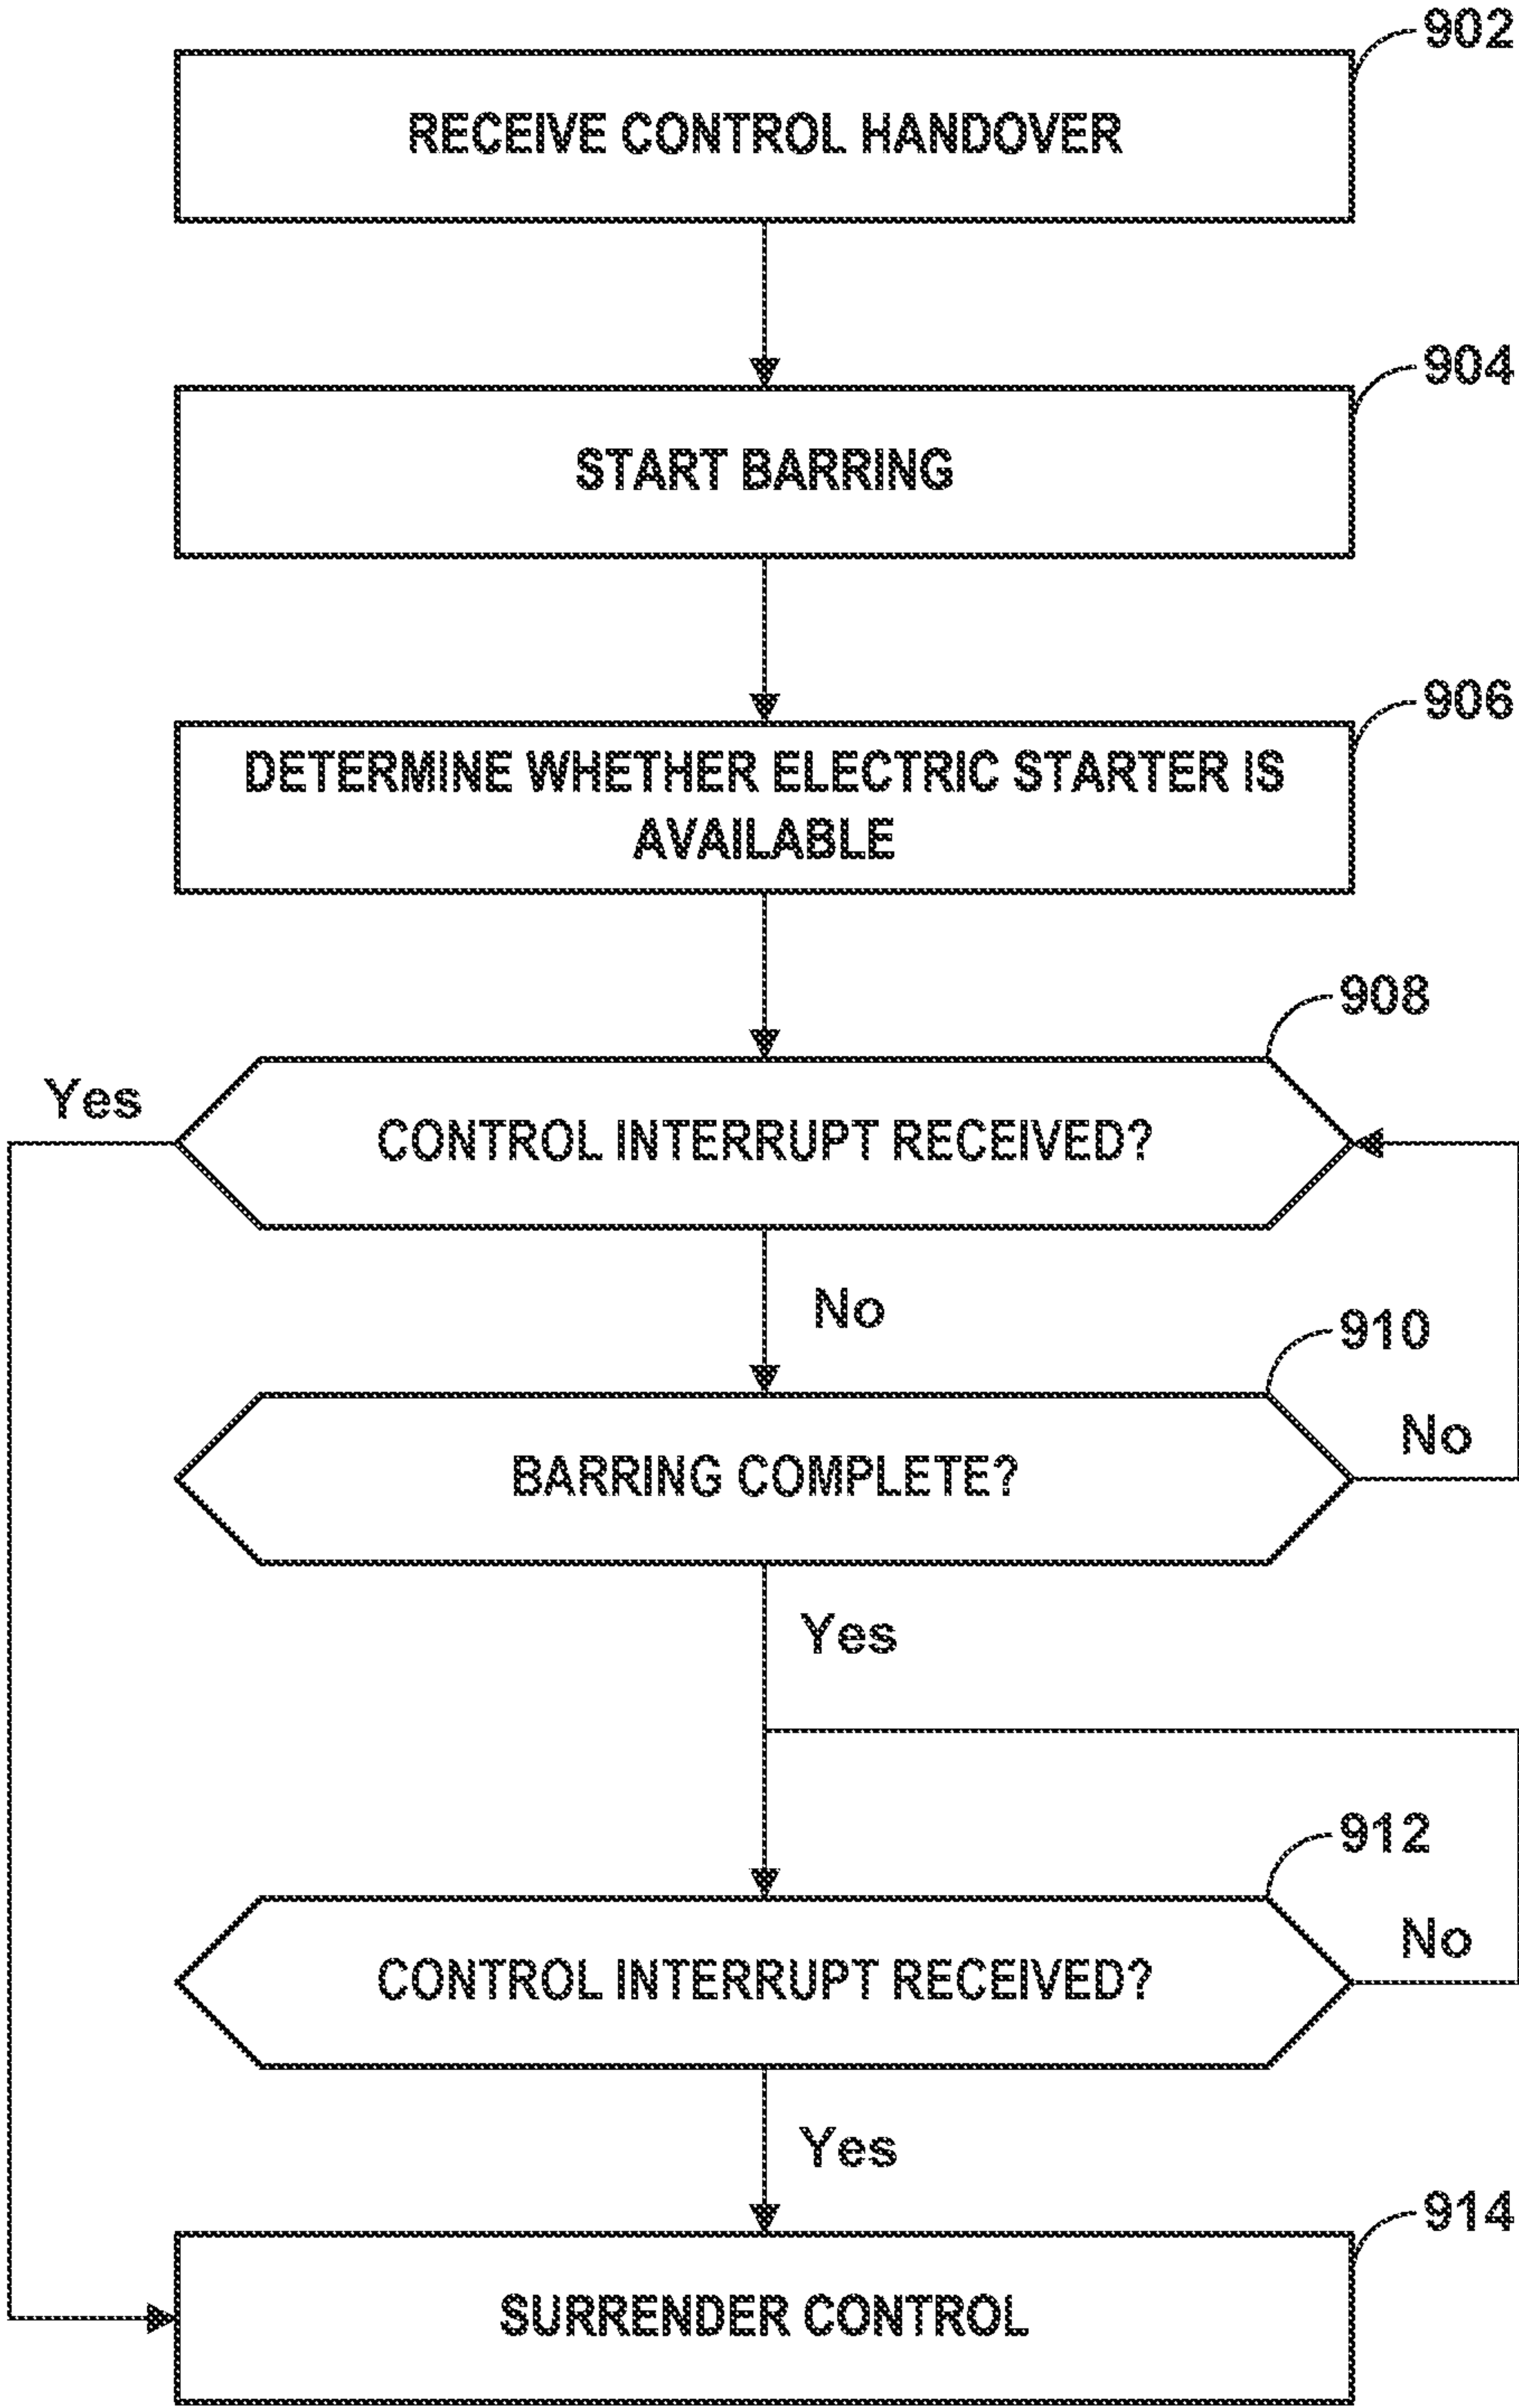 902
RECEIVE CONTROL HANDOVER
904
START BARRING
906
DETERMINE WHETHER ELECTRIC STARTER IS
AVAILABLE
908
Yes
CONTROL INTERRUPT RECEIVED?
No
910
No
BARRING COMPLETE?
Yes
912
No
CONTROL INTERRUPT RECEIVED?
Yes
914
SURRENDER CONTROL